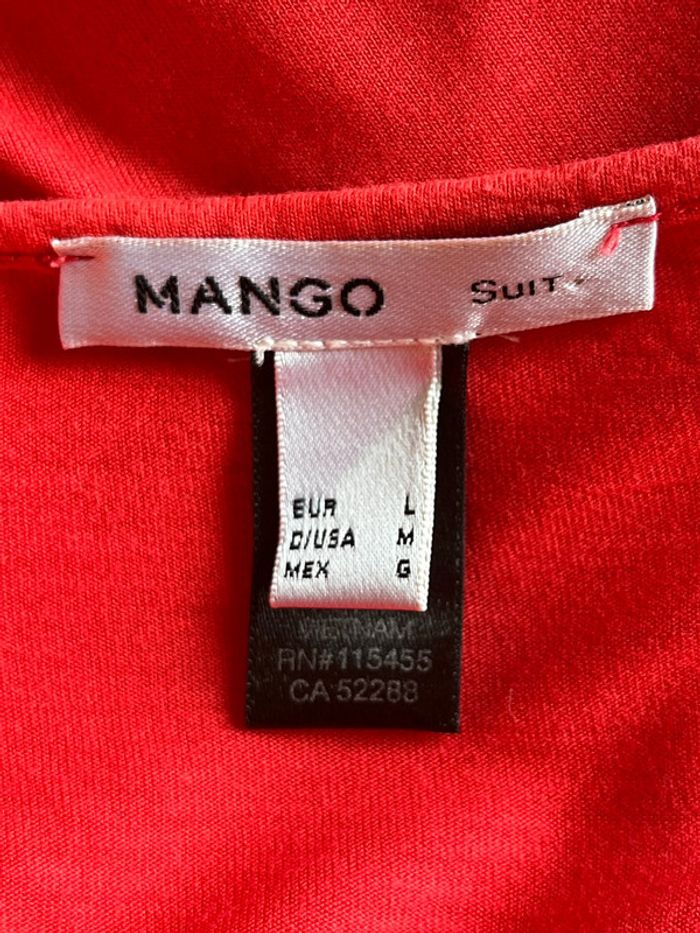 MANGO SUIT
EUR L
D/USA M
MEX G
VIETNAM
RN#115455
CA 52288